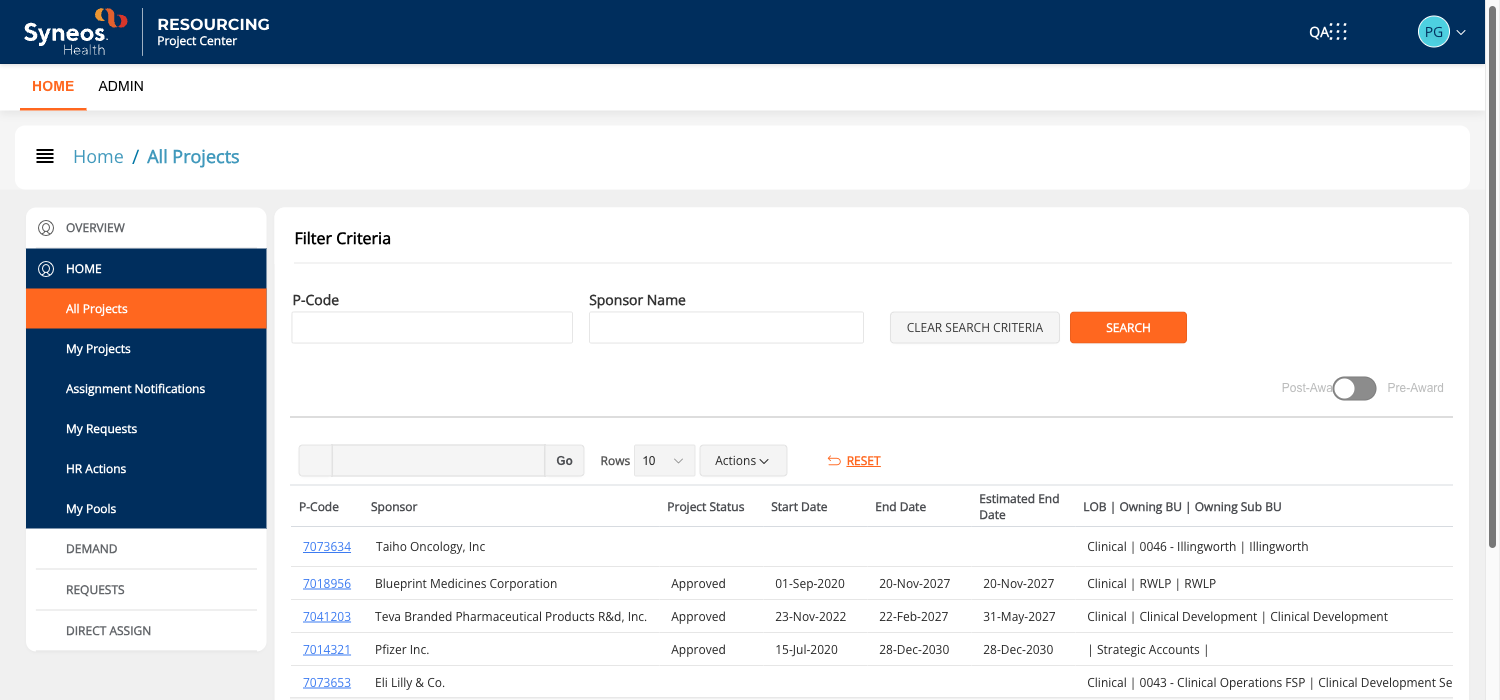 Syneos
Health
RESOURCING
Project Center
QA
PG
HOME ADMIN
Home / All Projects
OVERVIEW
HOME
All Projects
My Projects
Assignment Notifications
My Requests
HR Actions
My Pools
DEMAND
REQUESTS
DIRECT ASSIGN
Filter Criteria
P-Code Sponsor Name
CLEAR SEARCH CRITERIA SEARCH
Post-Awa Pre-Award
Go Rows 10 Actions RESET
P-Code Sponsor Project Status Start Date End Date Estimated End Date LOB | Owning BU | Owning Sub BU
7073634 Taiho Oncology, Inc Clinical | 0046 - Illingworth | Illingworth
7018956 Blueprint Medicines Corporation Approved 01-Sep-2020 20-Nov-2027 20-Nov-2027 Clinical | RWLP | RWLP
7041203 Teva Branded Pharmaceutical Products R&d, Inc. Approved 23-Nov-2022 22-Feb-2027 31-May-2027 Clinical | Clinical Development | Clinical Development
7014321 Pfizer Inc. Approved 15-Jul-2020 28-Dec-2030 28-Dec-2030 | Strategic Accounts |
7073653 Eli Lilly & Co. Clinical | 0043 - Clinical Operations FSP | Clinical Development Se